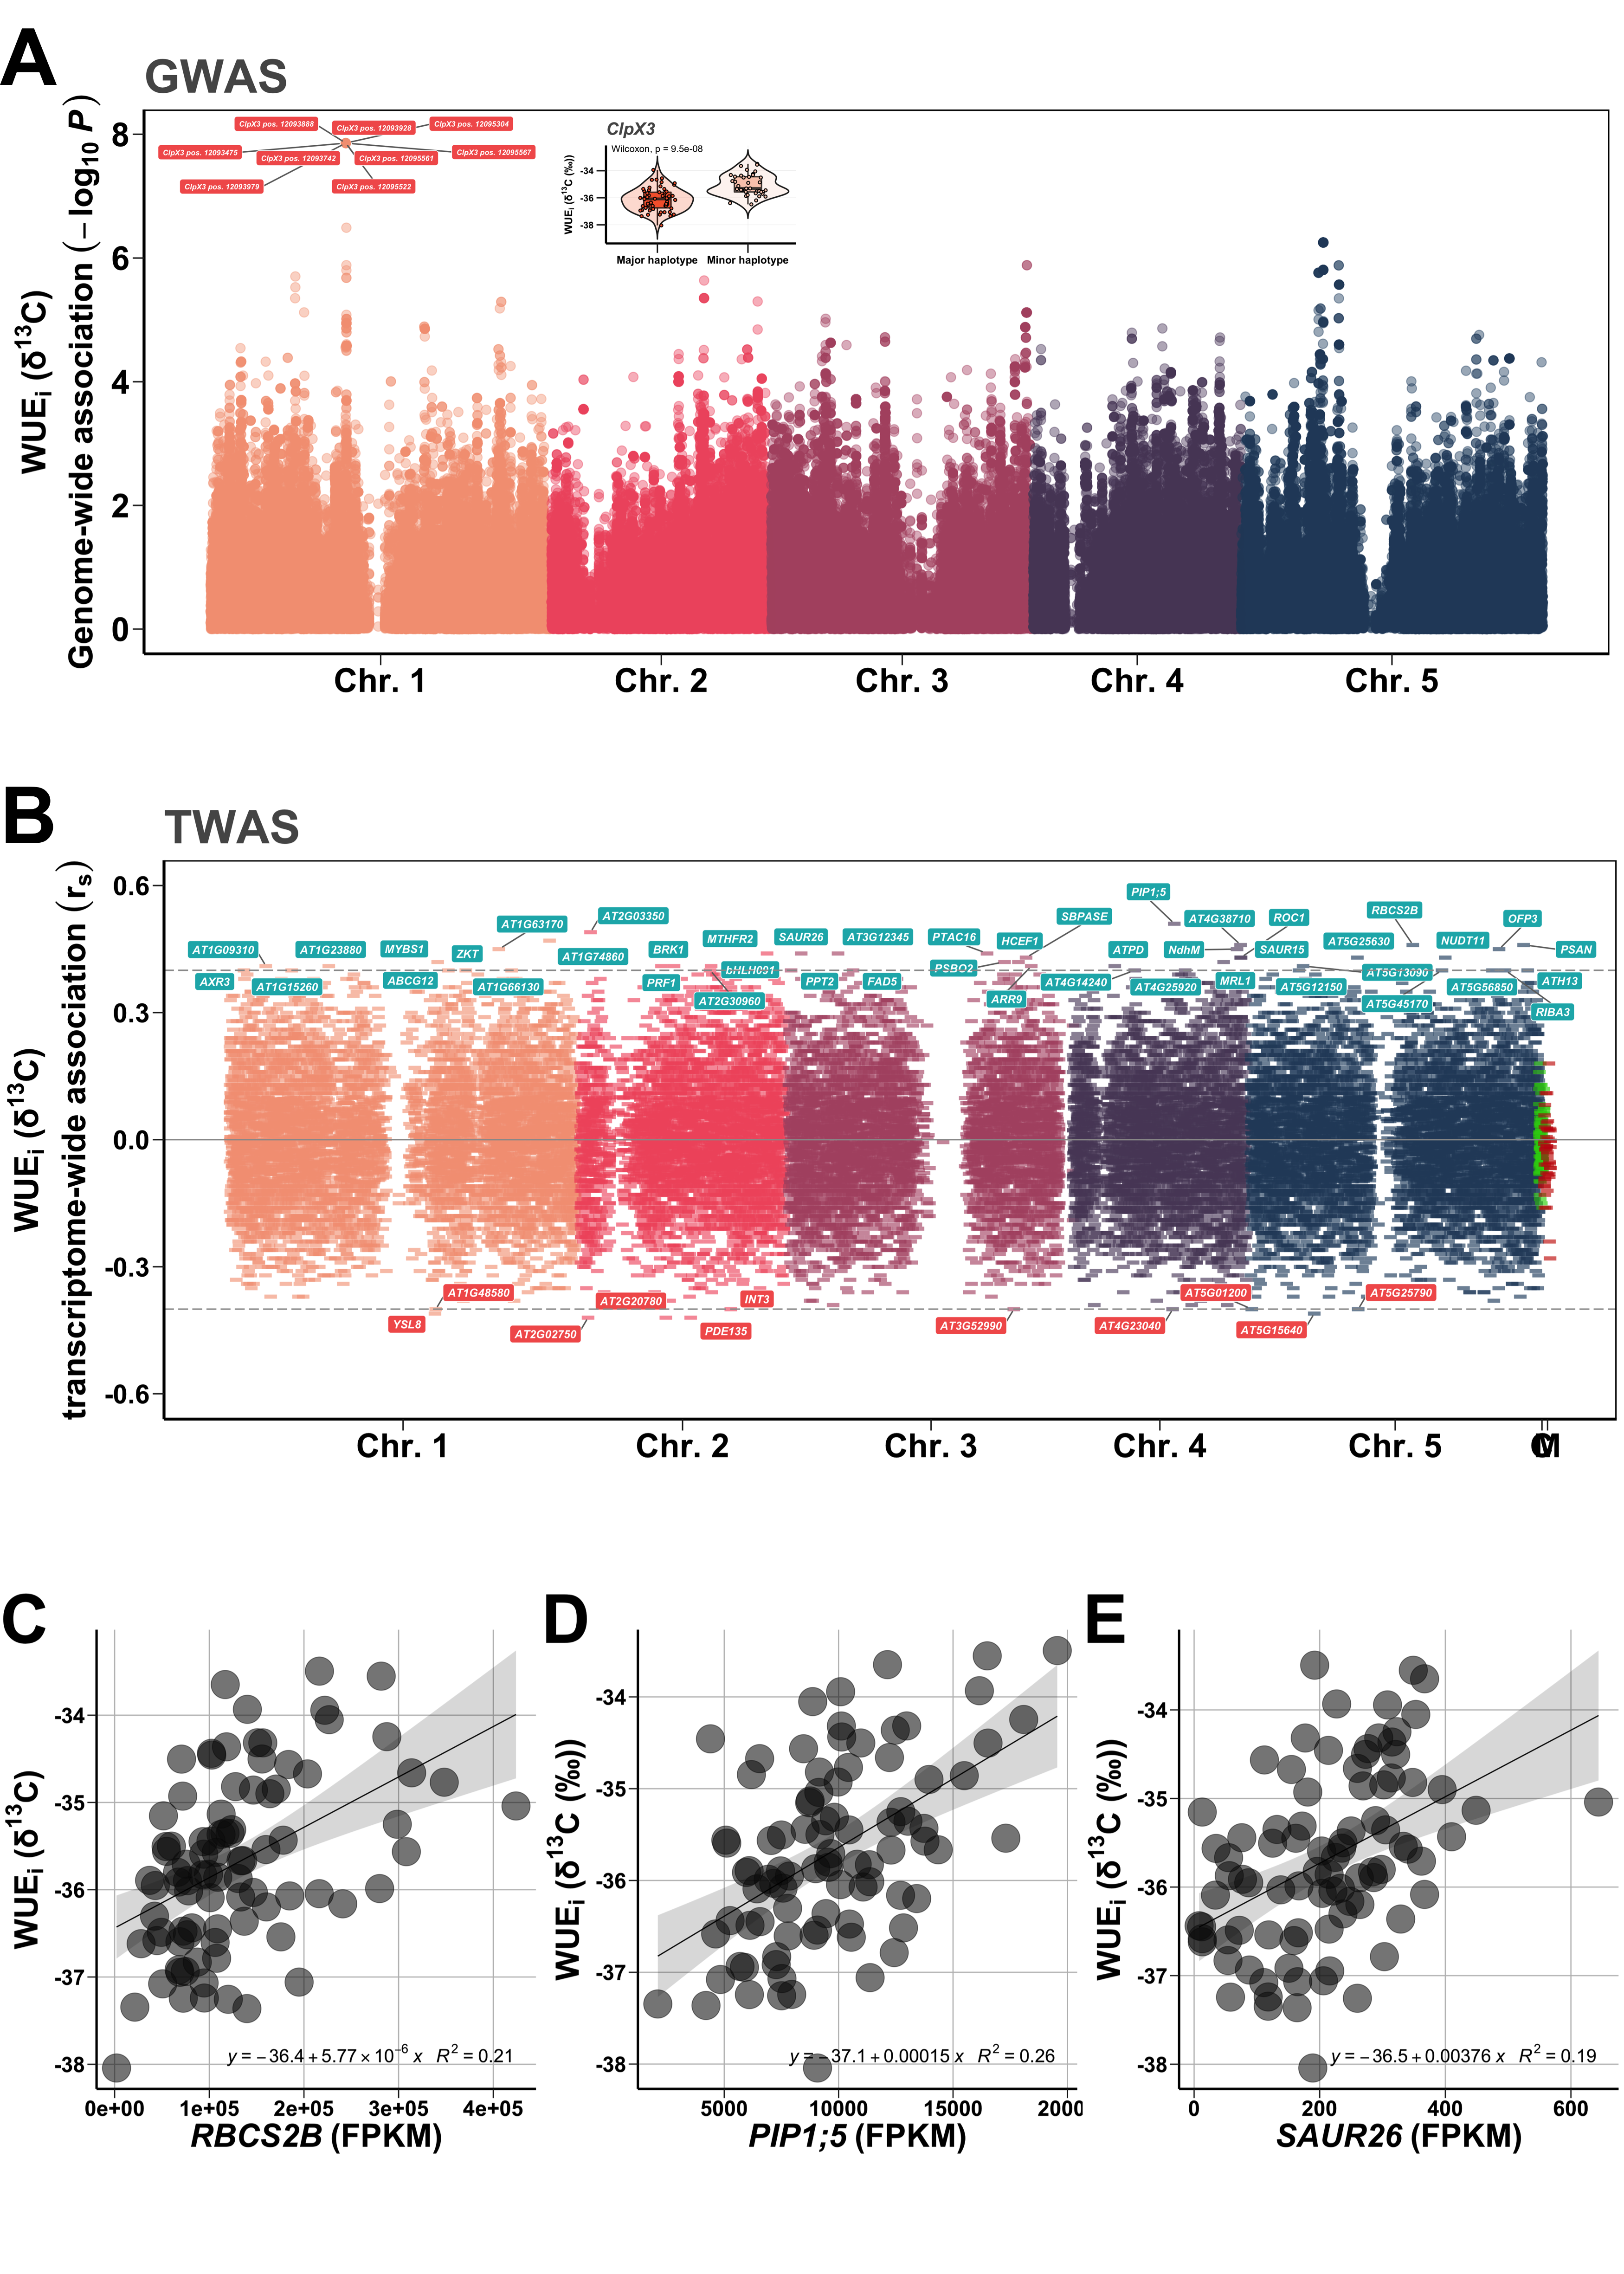 A
GWAS
WUEi (δ13C)
Genome-wide association (−log10 P)
8
6
4
2
0
ClpX3 pos. 12093888
ClpX3 pos. 12093928
ClpX3 pos. 12095304
ClpX3 pos. 12093475
ClpX3 pos. 12093742
ClpX3 pos. 12095561
ClpX3 pos. 12095567
ClpX3 pos. 12093979
ClpX3 pos. 12095522
ClpX3
Wilcoxon, p = 9.5e-08
WUEi (δ13C (‰))
-34
-36
-38
Major haplotype
Minor haplotype
Chr. 1
Chr. 2
Chr. 3
Chr. 4
Chr. 5
B
TWAS
WUEi (δ13C)
transcriptome-wide association (rs)
0.6
0.3
0.0
-0.3
-0.6
PIP1;5
AT1G63170
AT2G03350
SBPASE
AT4G38710
ROC1
RBCS2B
OFP3
AT1G09310
AT1G23880
MYBS1
ZKT
AT1G74860
BRK1
MTHFR2
SAUR26
AT3G12345
PTAC16
HCEF1
ATPD
NdhM
SAUR15
AT5G25630
NUDT11
PSAN
bHLH001
PSBO2
AT5G13090
AXR3
AT1G15260
ABCG12
AT1G66130
PRF1
AT2G30960
PPT2
FAD5
ARR9
AT4G14240
AT4G25920
MRL1
AT5G12150
AT5G45170
AT5G56850
ATH13
RIBA3
AT1G48580
YSL8
AT2G02750
AT2G20780
INT3
PDE135
AT3G52990
AT4G23040
AT5G01200
AT5G15640
AT5G25790
Chr. 1
Chr. 2
Chr. 3
Chr. 4
Chr. 5
C
M
C
WUEi (δ13C)
-34
-35
-36
-37
-38
y = −36.4 + 5.77 × 10−6 x R2 = 0.21
0e+00
1e+05
2e+05
3e+05
4e+05
RBCS2B (FPKM)
D
WUEi (δ13C (‰))
-34
-35
-36
-37
-38
y = −37.1 + 0.00015 x R2 = 0.26
5000
10000
15000
2000
PIP1;5 (FPKM)
E
WUEi (δ13C (‰))
-34
-35
-36
-37
-38
y = −36.5 + 0.00376 x R2 = 0.19
0
200
400
600
SAUR26 (FPKM)